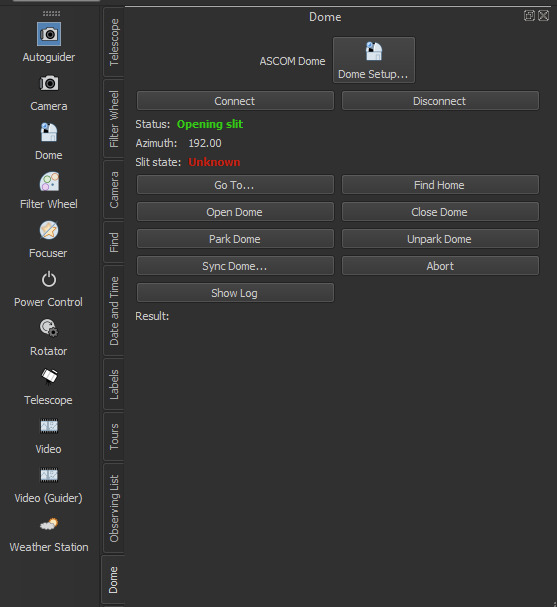 Autoguider
Camera
Dome
Filter Wheel
Focuser
Power Control
Rotator
Telescope
Video
Video (Guider)
Weather Station
Telescope
Filter Wheel
Camera
Find
Date and Time
Labels
Tours
Observing List
Dome
Dome
ASCOM Dome
Dome Setup...
Connect Disconnect
Status: Opening slit
Azimuth: 192.00
Slit state: Unknown
Go To... Find Home
Open Dome Close Dome
Park Dome Unpark Dome
Sync Dome... Abort
Show Log
Result: